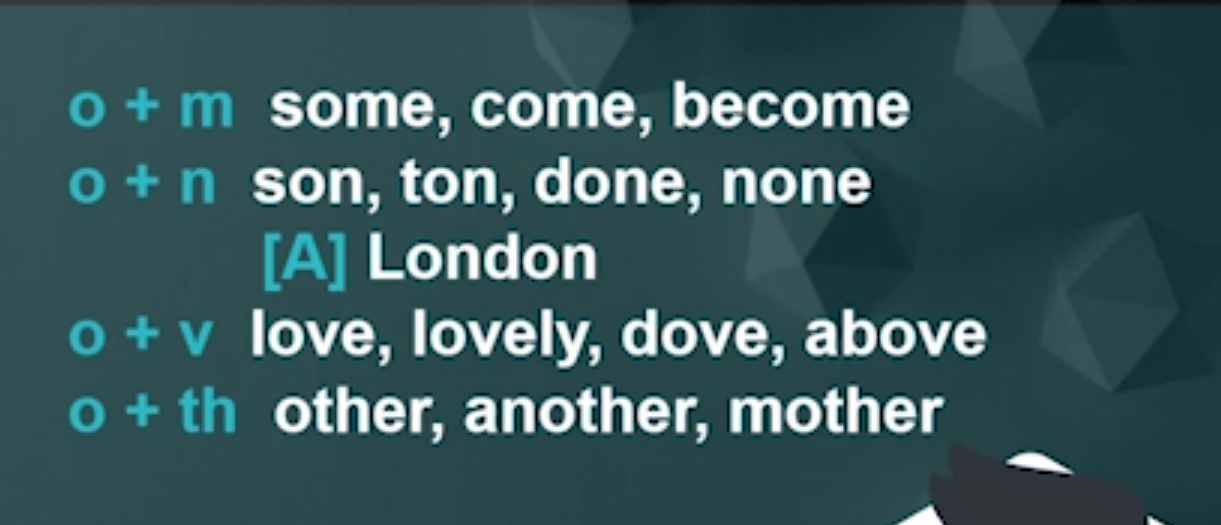 o + m some, come, become
o + n son, ton, done, none
[A] London
o + v love, lovely, dove, above
o + th other, another, mother